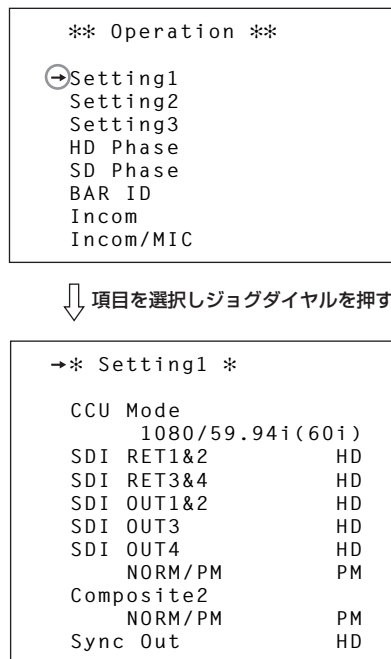 ** Operation **
→Setting1
Setting2
Setting3
HD Phase
SD Phase
BAR ID
Incom
Incom/MIC
項目を選択しジョグダイヤルを押す
→* Setting1 *
CCU Mode
1080/59.94i(60i)
SDI RET1&2 HD
SDI RET3&4 HD
SDI OUT1&2 HD
SDI OUT3 HD
SDI OUT4 HD
NORM/PM PM
Composite2
NORM/PM PM
Sync Out HD